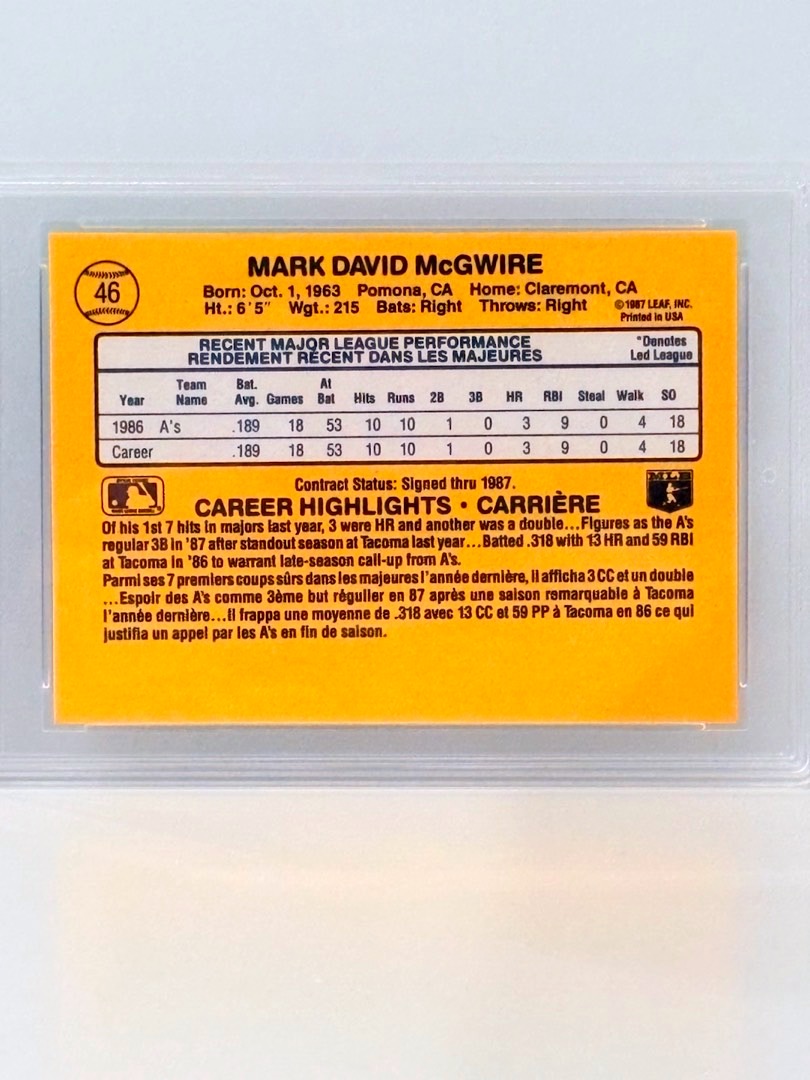 46
MARK DAVID McGWIRE
Born: Oct. 1, 1963 Pomona, CA Home: Claremont, CA
Ht.: 6'5" Wgt.: 215 Bats: Right Throws: Right
©1987 LEAF, INC.
Printed in USA
RECENT MAJOR LEAGUE PERFORMANCE
RENDEMENT RÉCENT DANS LES MAJEURES
*Denotes
Led League
Year Team Name Bat. Avg. Games At Bat Hits Runs 2B 3B HR RBI Steal Walk SO
1986 A's .189 18 53 10 10 1 0 3 9 0 4 18
Career .189 18 53 10 10 1 0 3 9 0 4 18
Contract Status: Signed thru 1987.
CAREER HIGHLIGHTS • CARRIÈRE
MLB
Of his 1st 7 hits in majors last year, 3 were HR and another was a double...Figures as the A's
regular 3B in '87 after standout season at Tacoma last year...Batted .318 with 13 HR and 59 RBI
at Tacoma in '86 to warrant late-season call-up from A's.
Parmi ses 7 premiers coups sûrs dans les majeures l'année dernière, il afficha 3 CC et un double
...Espoir des A's comme 3ème but régulier en 87 après une saison remarquable à Tacoma
l'année dernière...Il frappa une moyenne de .318 avec 13 CC et 59 PP à Tacoma en 86 ce qui
justifia un appel par les A's en fin de saison.